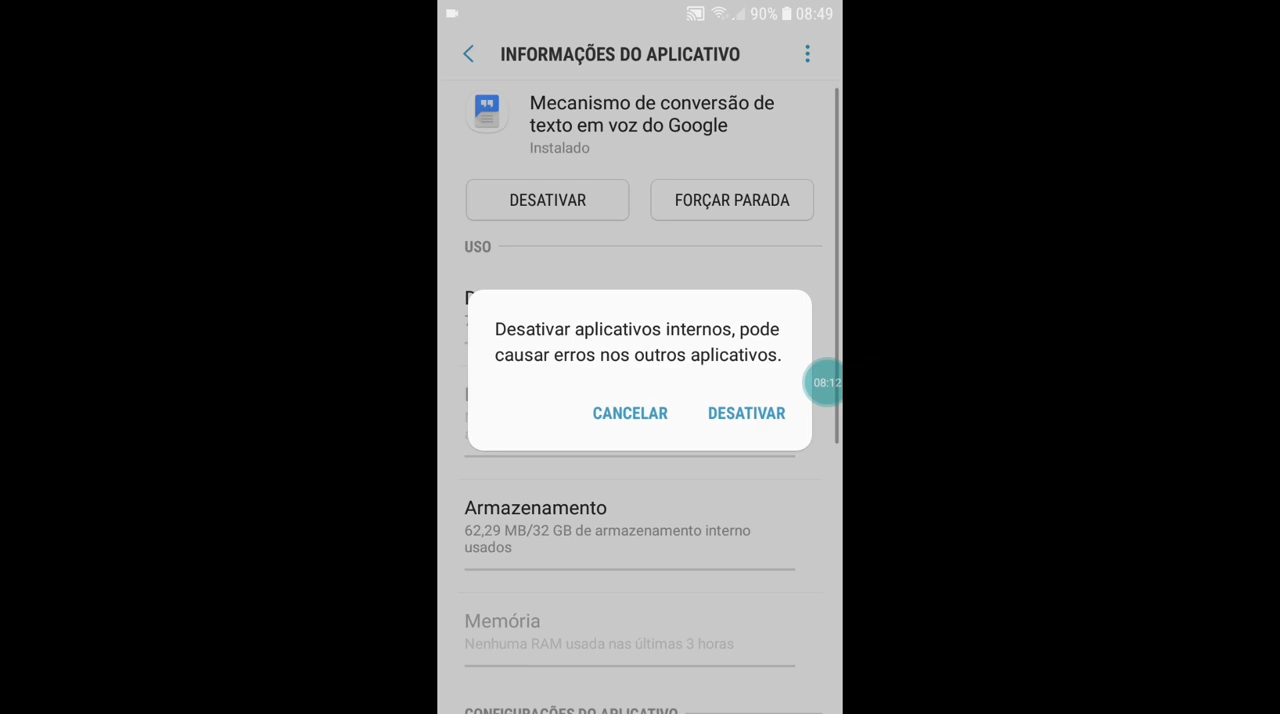 90% 08:49
INFORMAÇÕES DO APLICATIVO
Mecanismo de conversão de
texto em voz do Google
Instalado
DESATIVAR
FORÇAR PARADA
USO
Desativar aplicativos internos, pode
causar erros nos outros aplicativos.
08:12
CANCELAR
DESATIVAR
Armazenamento
62,29 MB/32 GB de armazenamento interno
usados
Memória
Nenhuma RAM usada nas últimas 3 horas
CONFIGURAÇÕES DO APLICATIVO